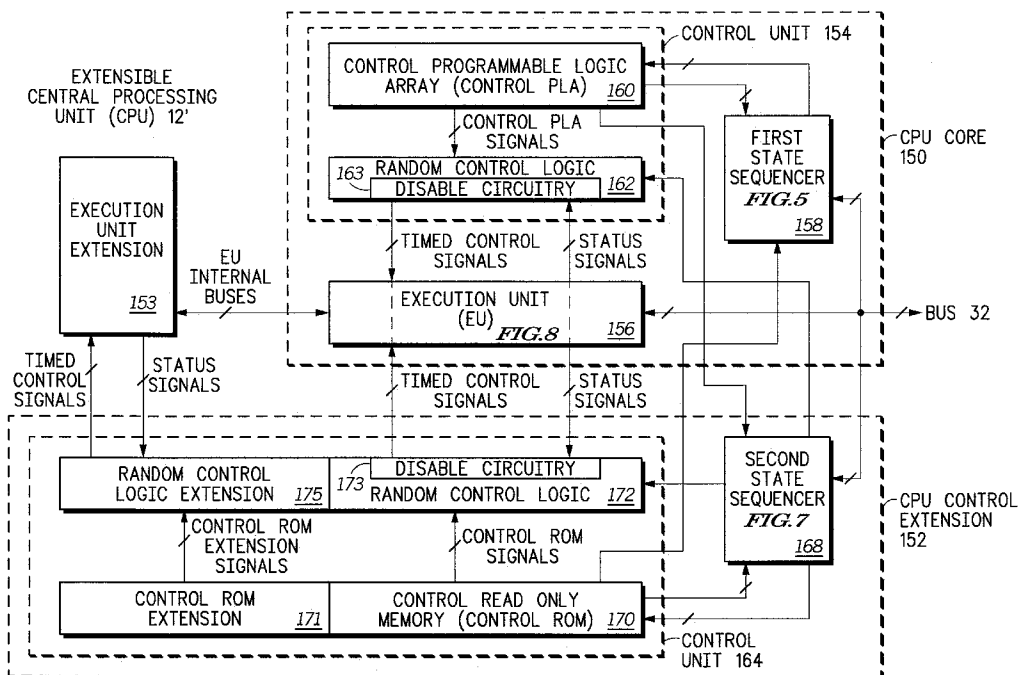 EXTENSIBLE
CENTRAL PROCESSING
UNIT (CPU) 12'
CONTROL UNIT 154
CONTROL PROGRAMMABLE LOGIC
ARRAY (CONTROL PLA)
160
CONTROL PLA
SIGNALS
RANDOM CONTROL LOGIC
163
DISABLE CIRCUITRY
162
FIRST
STATE
SEQUENCER
FIG.5
158
CPU CORE
150
EXECUTION
UNIT
EXTENSION
153
EU
INTERNAL
BUSES
TIMED CONTROL
SIGNALS
STATUS
SIGNALS
EXECUTION UNIT
(EU)
FIG.8
156
BUS 32
TIMED
CONTROL
SIGNALS
STATUS
SIGNALS
TIMED CONTROL
SIGNALS
STATUS
SIGNALS
RANDOM CONTROL
LOGIC EXTENSION
175
173
DISABLE CIRCUITRY
RANDOM CONTROL LOGIC
172
SECOND
STATE
SEQUENCER
FIG.7
168
CPU CONTROL
EXTENSION
152
CONTROL ROM
EXTENSION
SIGNALS
CONTROL ROM
SIGNALS
CONTROL ROM
EXTENSION
171
CONTROL READ ONLY
MEMORY (CONTROL ROM)
170
CONTROL
UNIT 164